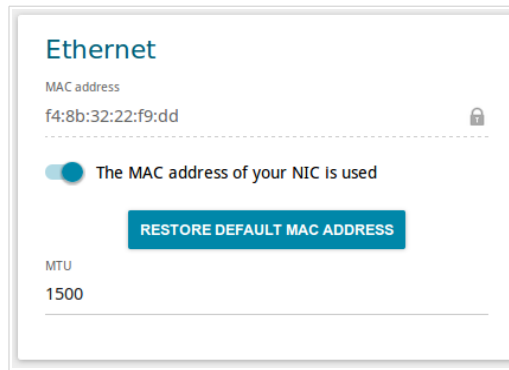 Ethernet
MAC address
f4:8b:32:22:f9:dd
The MAC address of your NIC is used
RESTORE DEFAULT MAC ADDRESS
MTU
1500